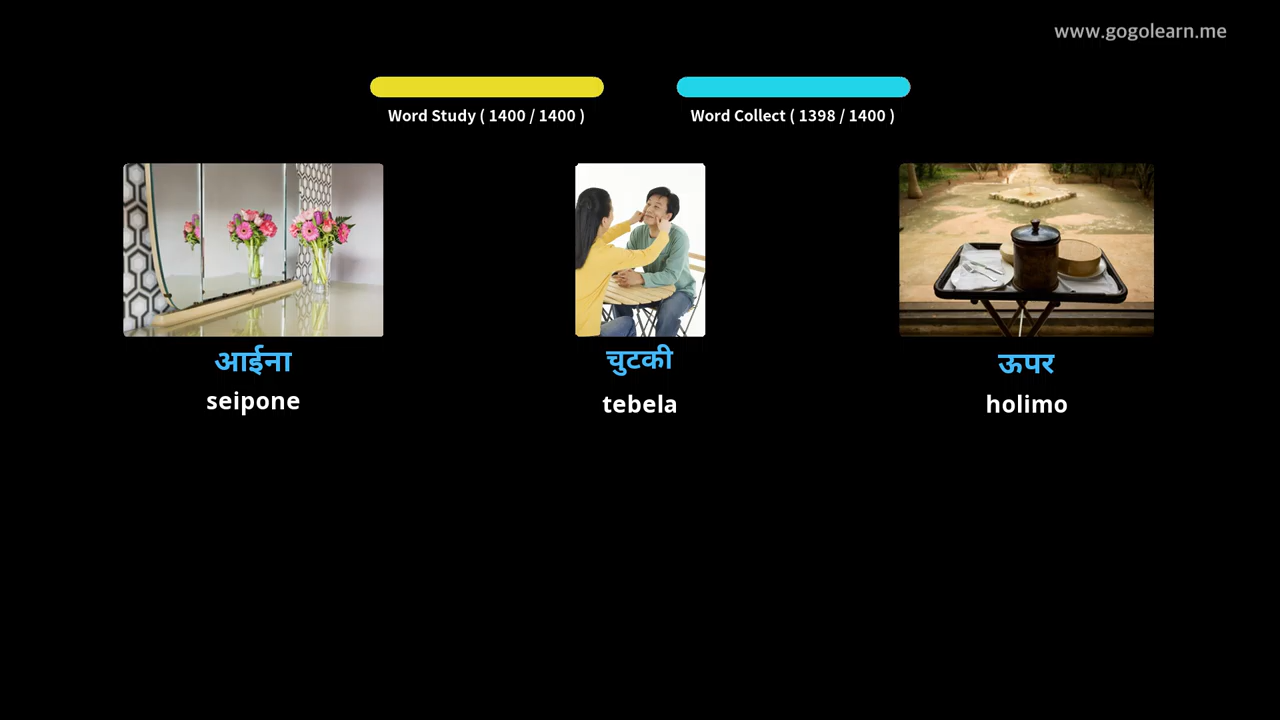 www.gogolearn.me
Word Study ( 1400 / 1400 )
Word Collect ( 1398 / 1400 )
आईना
चुटकी
ऊपर
seipone
tebela
holimo